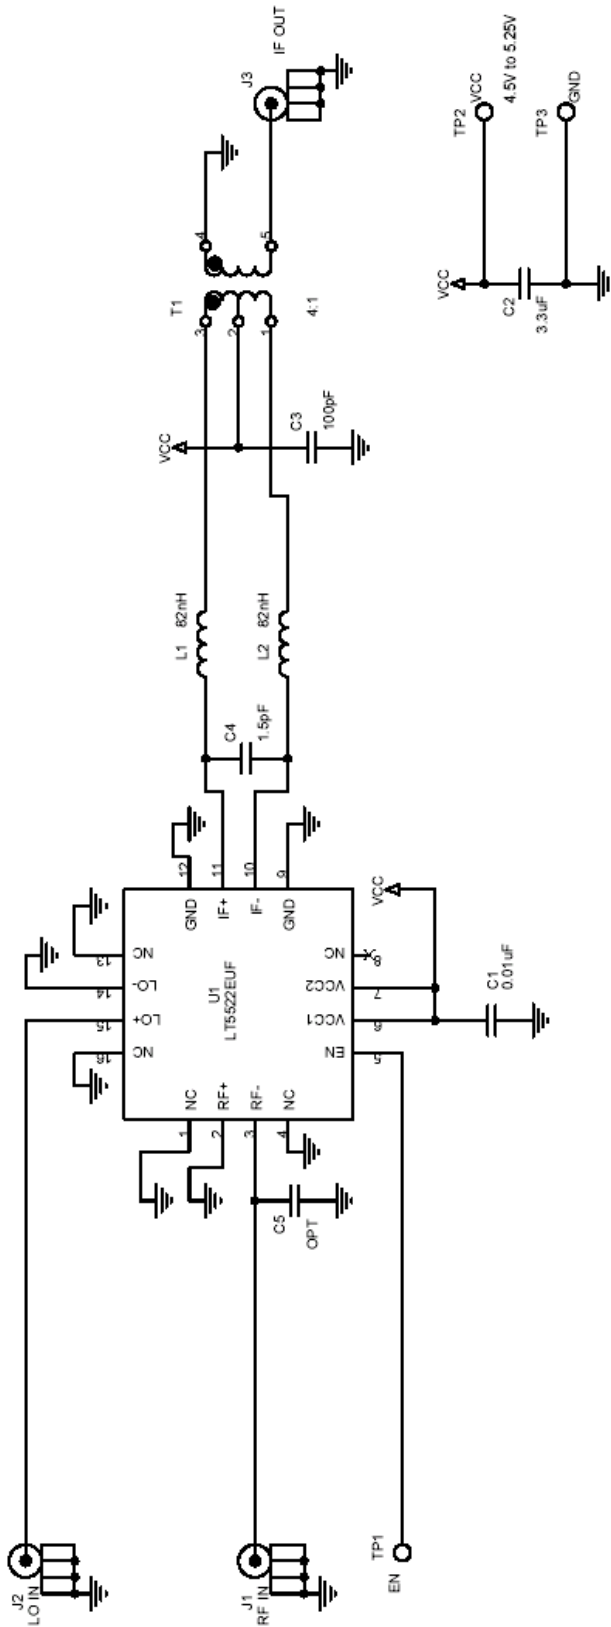 J2
LO IN
J1
RF IN
TP1
EN
U1
LT5522EUF
NC
LO+
LO-
NC
16
15
14
13
NC
RF+
RF-
NC
1
2
3
4
EN
VCC1
VCC2
NC
5
6
7
8
GND
IF+
IF-
GND
12
11
10
9
C5
OPT
C1
0.01uF
VCC
C4
1.5pF
L1 82nH
L2 82nH
VCC
C3
100pF
T1
3
2
1
4
5
4:1
J3
IF OUT
VCC
C2
3.3uF
TP2
VCC
4.5V to 5.25V
TP3
GND